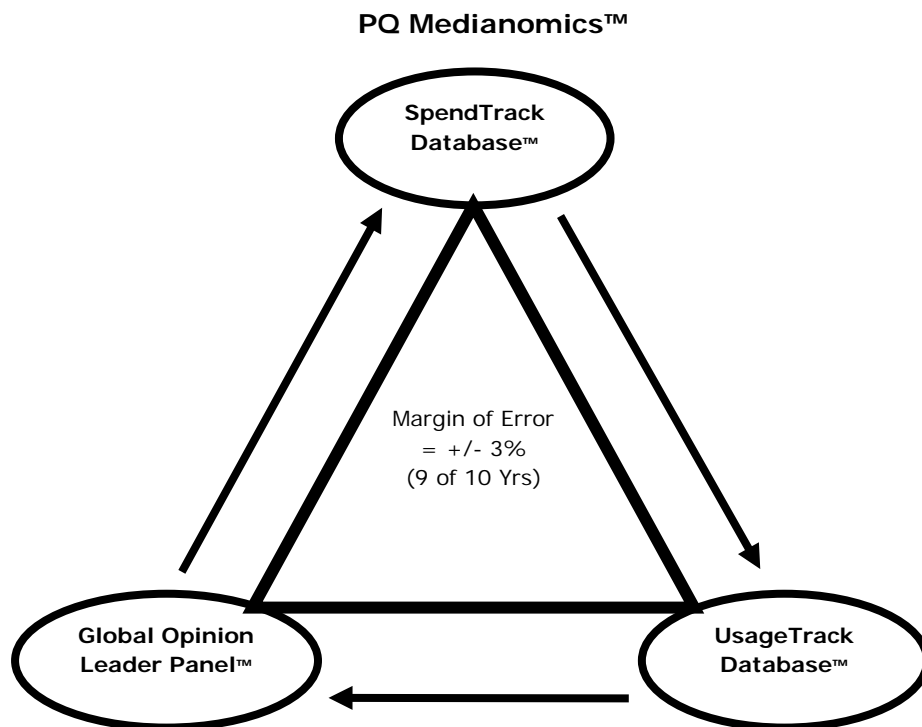 PQ Medianomics™
SpendTrack
Database™
Margin of Error
= +/- 3%
(9 of 10 Yrs)
Global Opinion
Leader Panel™
UsageTrack
Database™